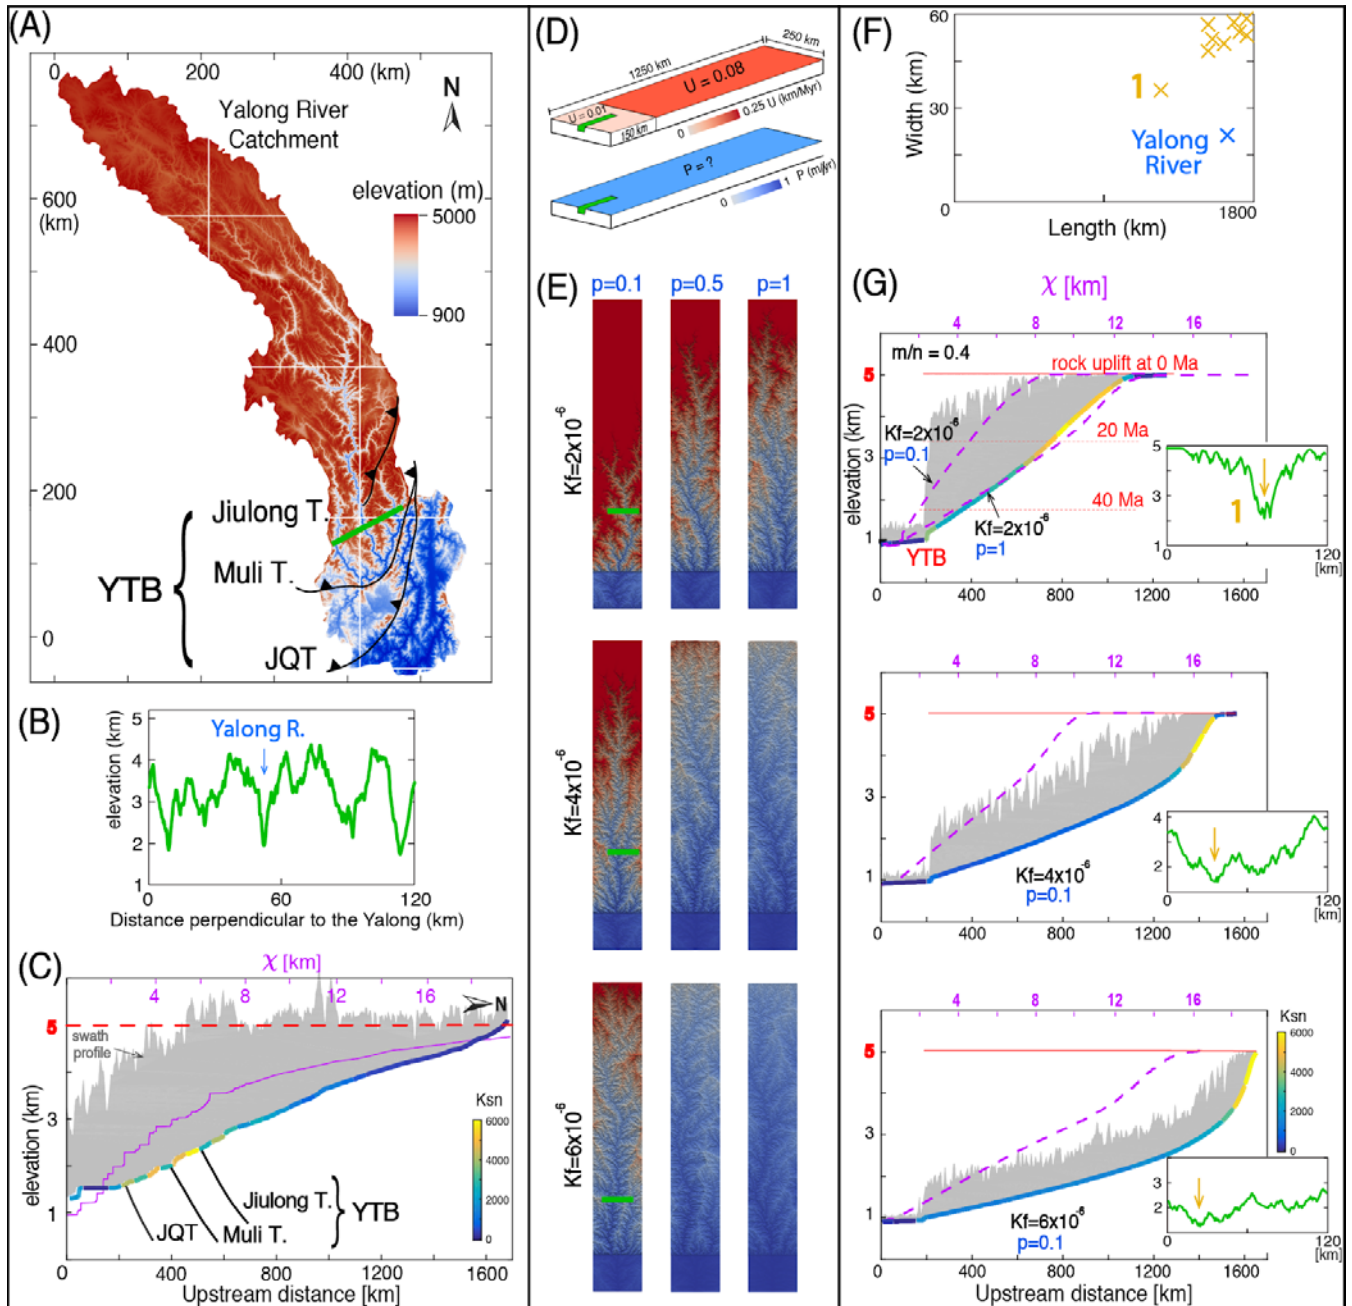 (A)
0 200 400 (km)
Yalong River
Catchment
N
elevation (m)
5000
900
600
(km)
400
200
0
Jiulong T.
Muli T.
YTB
JQT
(B)
Yalong R.
elevation (km)
5
4
3
2
1
0 60 120
Distance perpendicular to the Yalong (km)
(C)
χ [km]
4 8 12 16
N
5
swath
profile
3
1
elevation (km)
Ksn
6000
4000
2000
0
Jiulong T.
Muli T.
JQT
YTB
0 400 800 1200 1600
Upstream distance [km]
(D)
1250 km
250 km
U = 0.08
U = 0.01
150 km
0 0.25 U (km/Myr)
P = ?
0 1 P (m/yr)
(E)
p=0.1 p=0.5 p=1
Kf=2x10-6
Kf=4x10-6
Kf=6x10-6
(F)
60
30
0
Width (km)
1
Yalong
River
1800
Length (km)
(G)
χ [km]
4 8 12 16
m/n = 0.4
rock uplift at 0 Ma
5
Kf=2x10-6
p=0.1
20 Ma
3
40 Ma
Kf=2x10-6
p=1
1
YTB
elevation (km)
0 400 800 1200 1600
5
4
3
2
1
1
0 120
[km]
4 8 12 16
5
3
1
Kf=4x10-6
p=0.1
0 400 800 1200 1600
4
2
0 120
[km]
4 8 12 16
5
3
1
elevation (km)
Ksn
6000
4000
2000
0
Kf=6x10-6
p=0.1
3
2
0 120
[km]
0 400 800 1200 1600
Upstream distance [km]